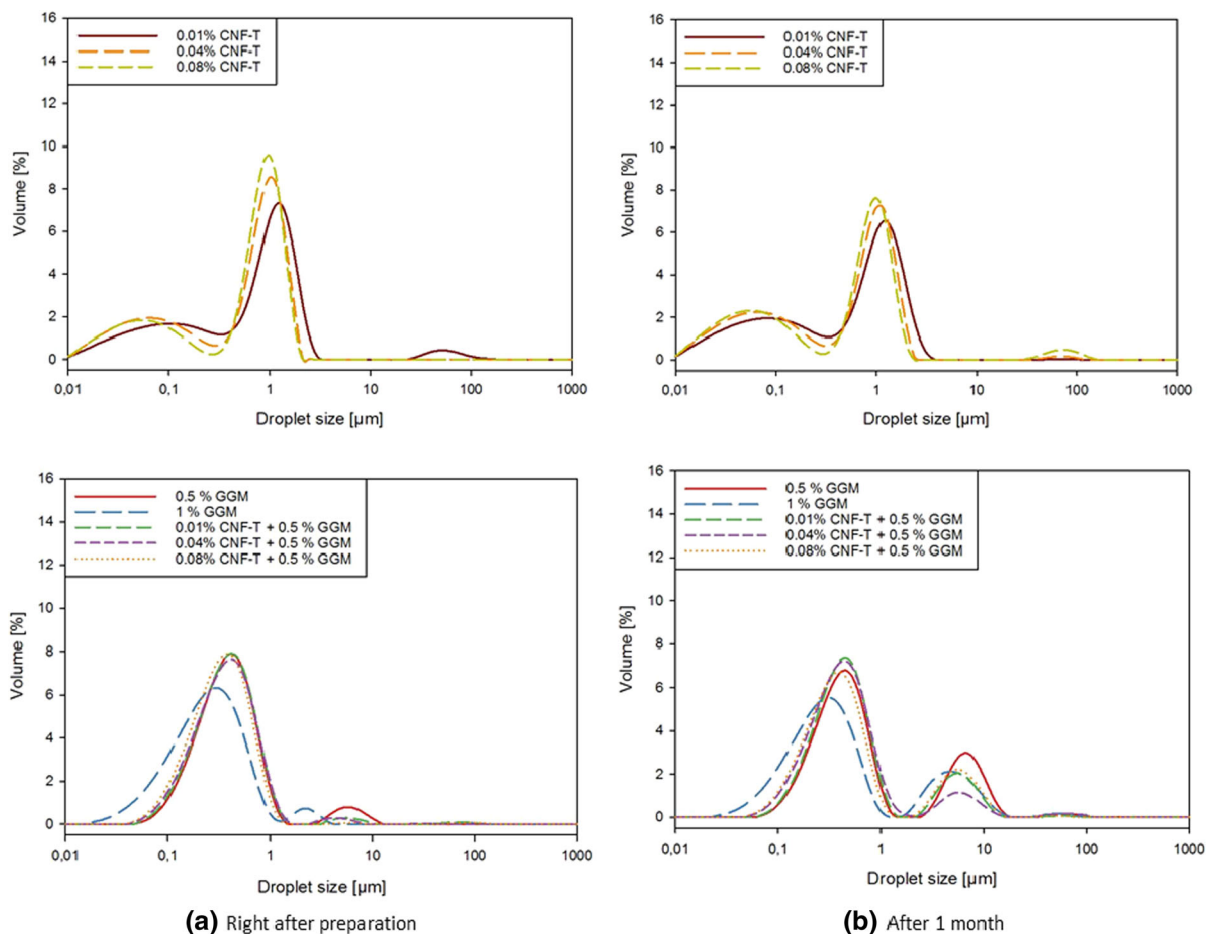 16
14
12
10
8
6
4
2
0
Volume [%]
0.01% CNF-T
0.04% CNF-T
0.08% CNF-T
0,01
0,1
1
10
100
1000
Droplet size [µm]
16
14
12
10
8
6
4
2
0
Volume [%]
0.01% CNF-T
0.04% CNF-T
0.08% CNF-T
0,01
0,1
1
10
100
1000
Droplet size [µm]
16
14
12
10
8
6
4
2
0
Volume [%]
0.5 % GGM
1 % GGM
0.01% CNF-T + 0.5 % GGM
0.04% CNF-T + 0.5 % GGM
0.08% CNF-T + 0.5 % GGM
0,01
0,1
1
10
100
1000
Droplet size [µm]
16
14
12
10
8
6
4
2
0
Volume [%]
0.5 % GGM
1 % GGM
0.01% CNF-T + 0.5 % GGM
0.04% CNF-T + 0.5 % GGM
0.08% CNF-T + 0.5 % GGM
0,01
0,1
1
10
100
1000
Droplet size [µm]
(a) Right after preparation
(b) After 1 month